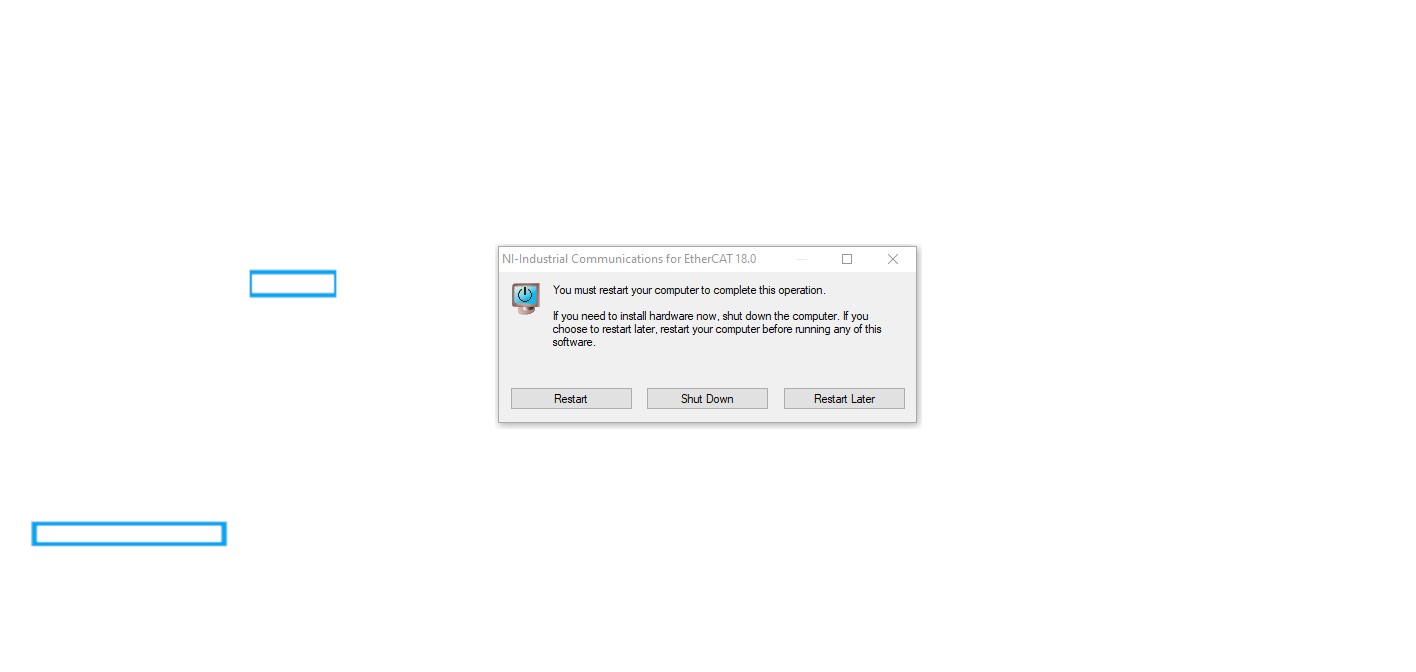 NI-Industrial Communications for EtherCAT 18.0
You must restart your computer to complete this operation.
If you need to install hardware now, shut down the computer. If you
choose to restart later, restart your computer before running any of this
software.
Restart
Shut Down
Restart Later